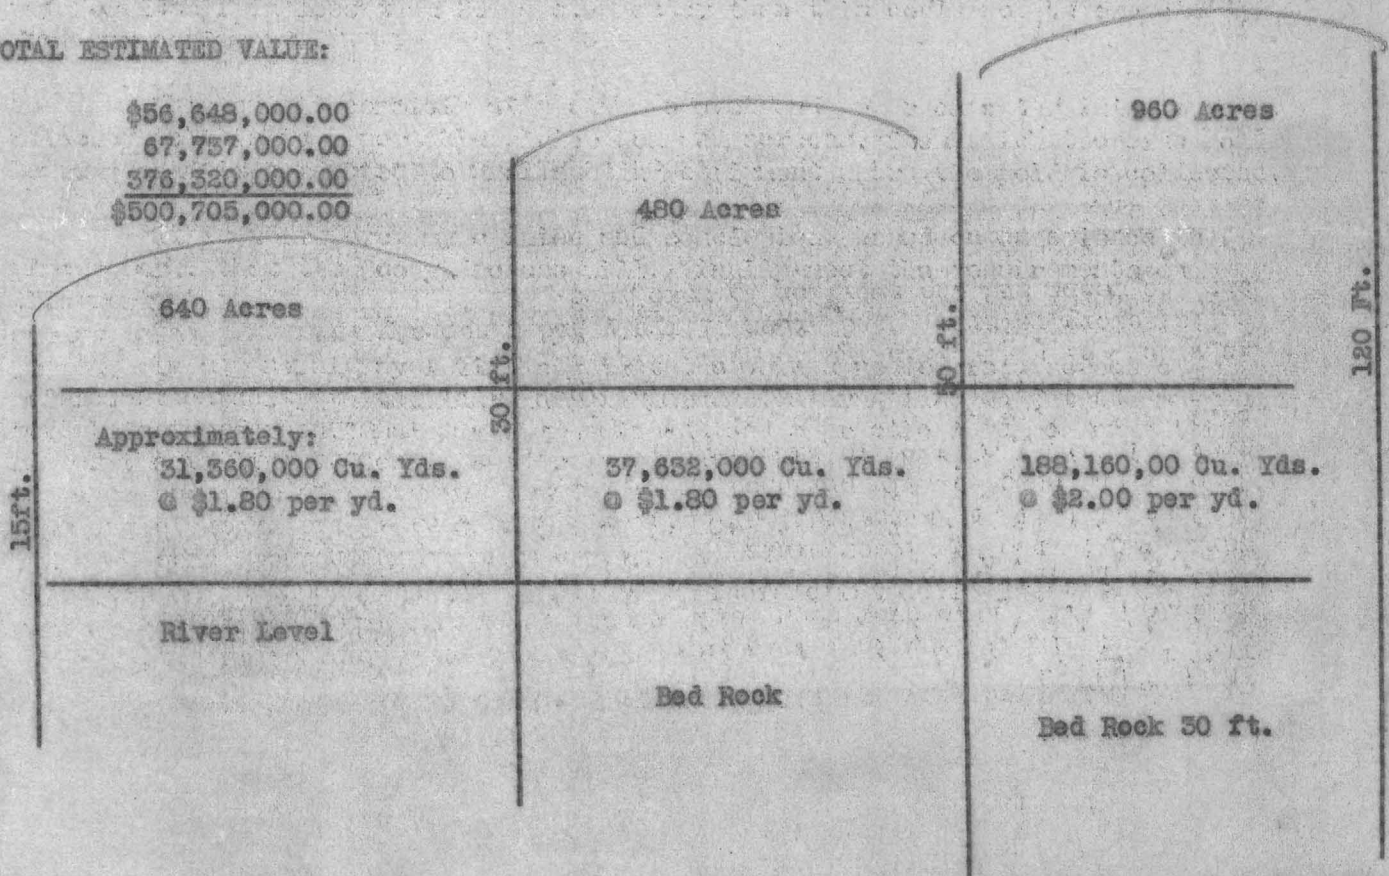 OTAL ESTIMATED VALUE:
$56,648,000.00
67,737,000.00
376,320,000.00
$500,705,000.00
640 Acres
480 Acres
960 Acres
15ft.
30 ft.
50 ft.
120 Ft.
Approximately:
31,360,000 Cu. Yds.
@ $1.80 per yd.
37,632,000 Cu. Yds.
@ $1.80 per yd.
188,160,00 Cu. Yds.
@ $2.00 per yd.
River Level
Bed Rock
Bed Rock 30 ft.